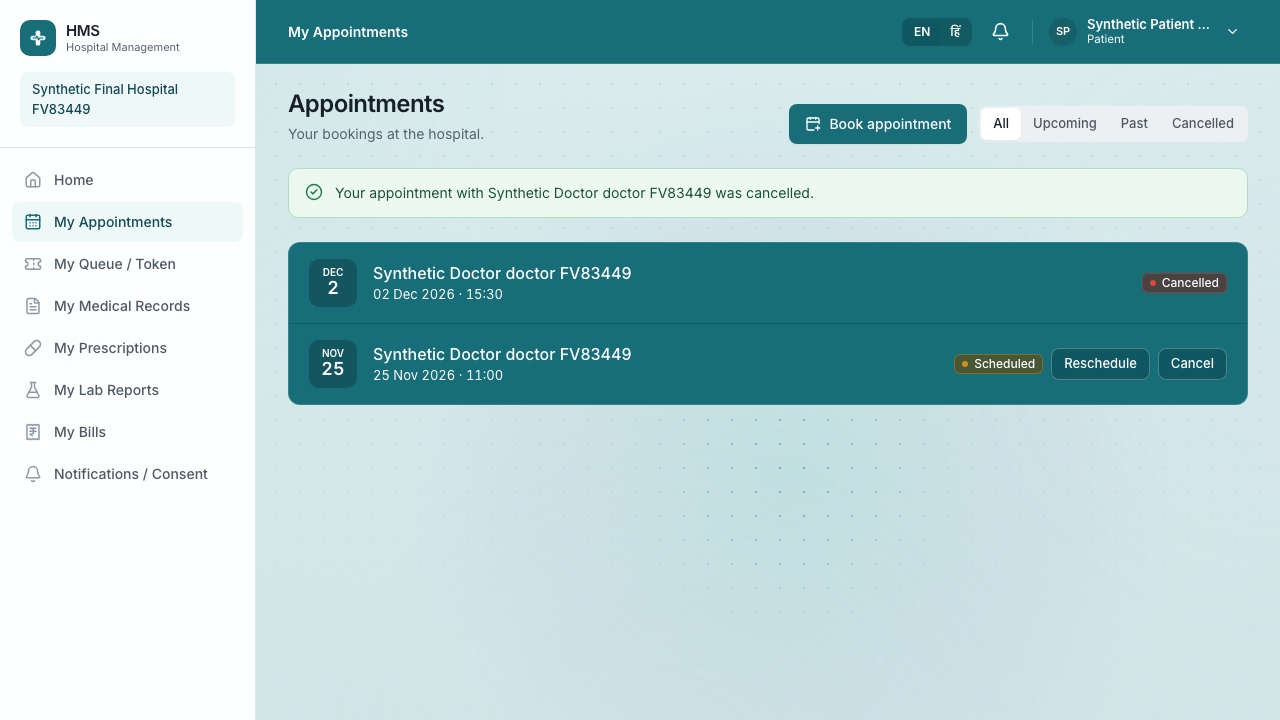 HMS
Hospital Management
Synthetic Final Hospital
FV83449
Home
My Appointments
My Queue / Token
My Medical Records
My Prescriptions
My Lab Reports
My Bills
Notifications / Consent
My Appointments
EN
हिं
SP
Synthetic Patient ...
Patient
Appointments
Your bookings at the hospital.
Book appointment
All
Upcoming
Past
Cancelled
Your appointment with Synthetic Doctor doctor FV83449 was cancelled.
DEC
2
Synthetic Doctor doctor FV83449
02 Dec 2026 · 15:30
Cancelled
NOV
25
Synthetic Doctor doctor FV83449
25 Nov 2026 · 11:00
Scheduled
Reschedule
Cancel